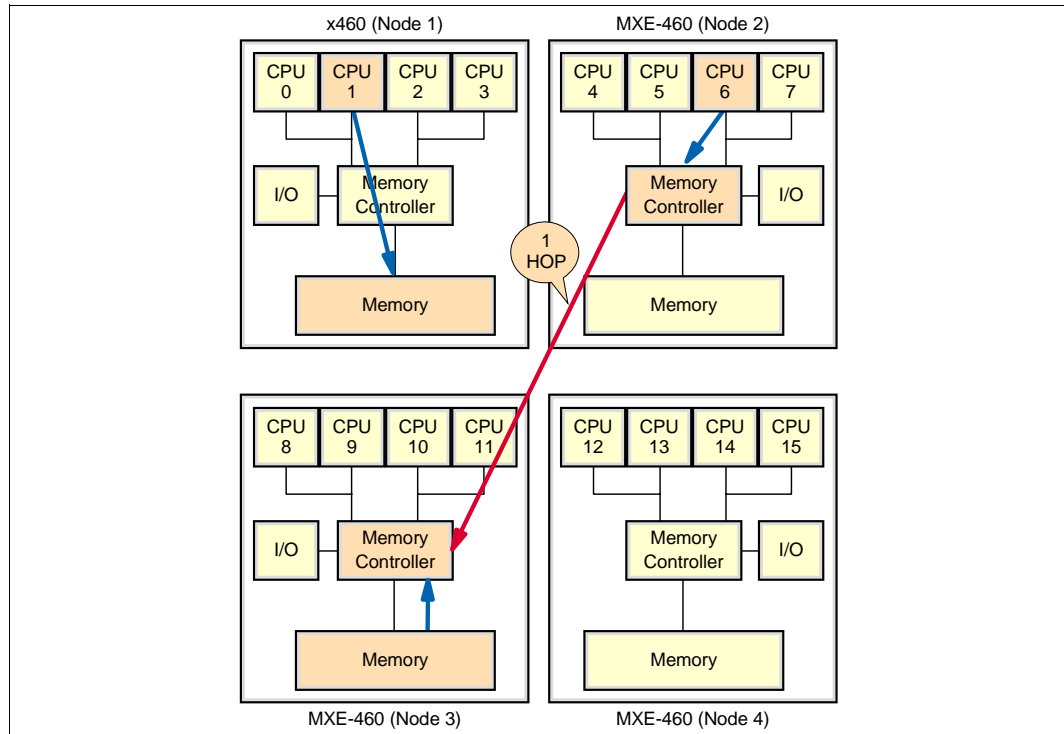 x460 (Node 1)
MXE-460 (Node 2)
CPU
0
CPU
1
CPU
2
CPU
3
CPU
4
CPU
5
CPU
6
CPU
7
I/O
Memory
Controller
Memory
Controller
I/O
1
HOP
Memory
Memory
CPU
8
CPU
9
CPU
10
CPU
11
CPU
12
CPU
13
CPU
14
CPU
15
I/O
Memory
Controller
Memory
Controller
I/O
Memory
Memory
MXE-460 (Node 3)
MXE-460 (Node 4)